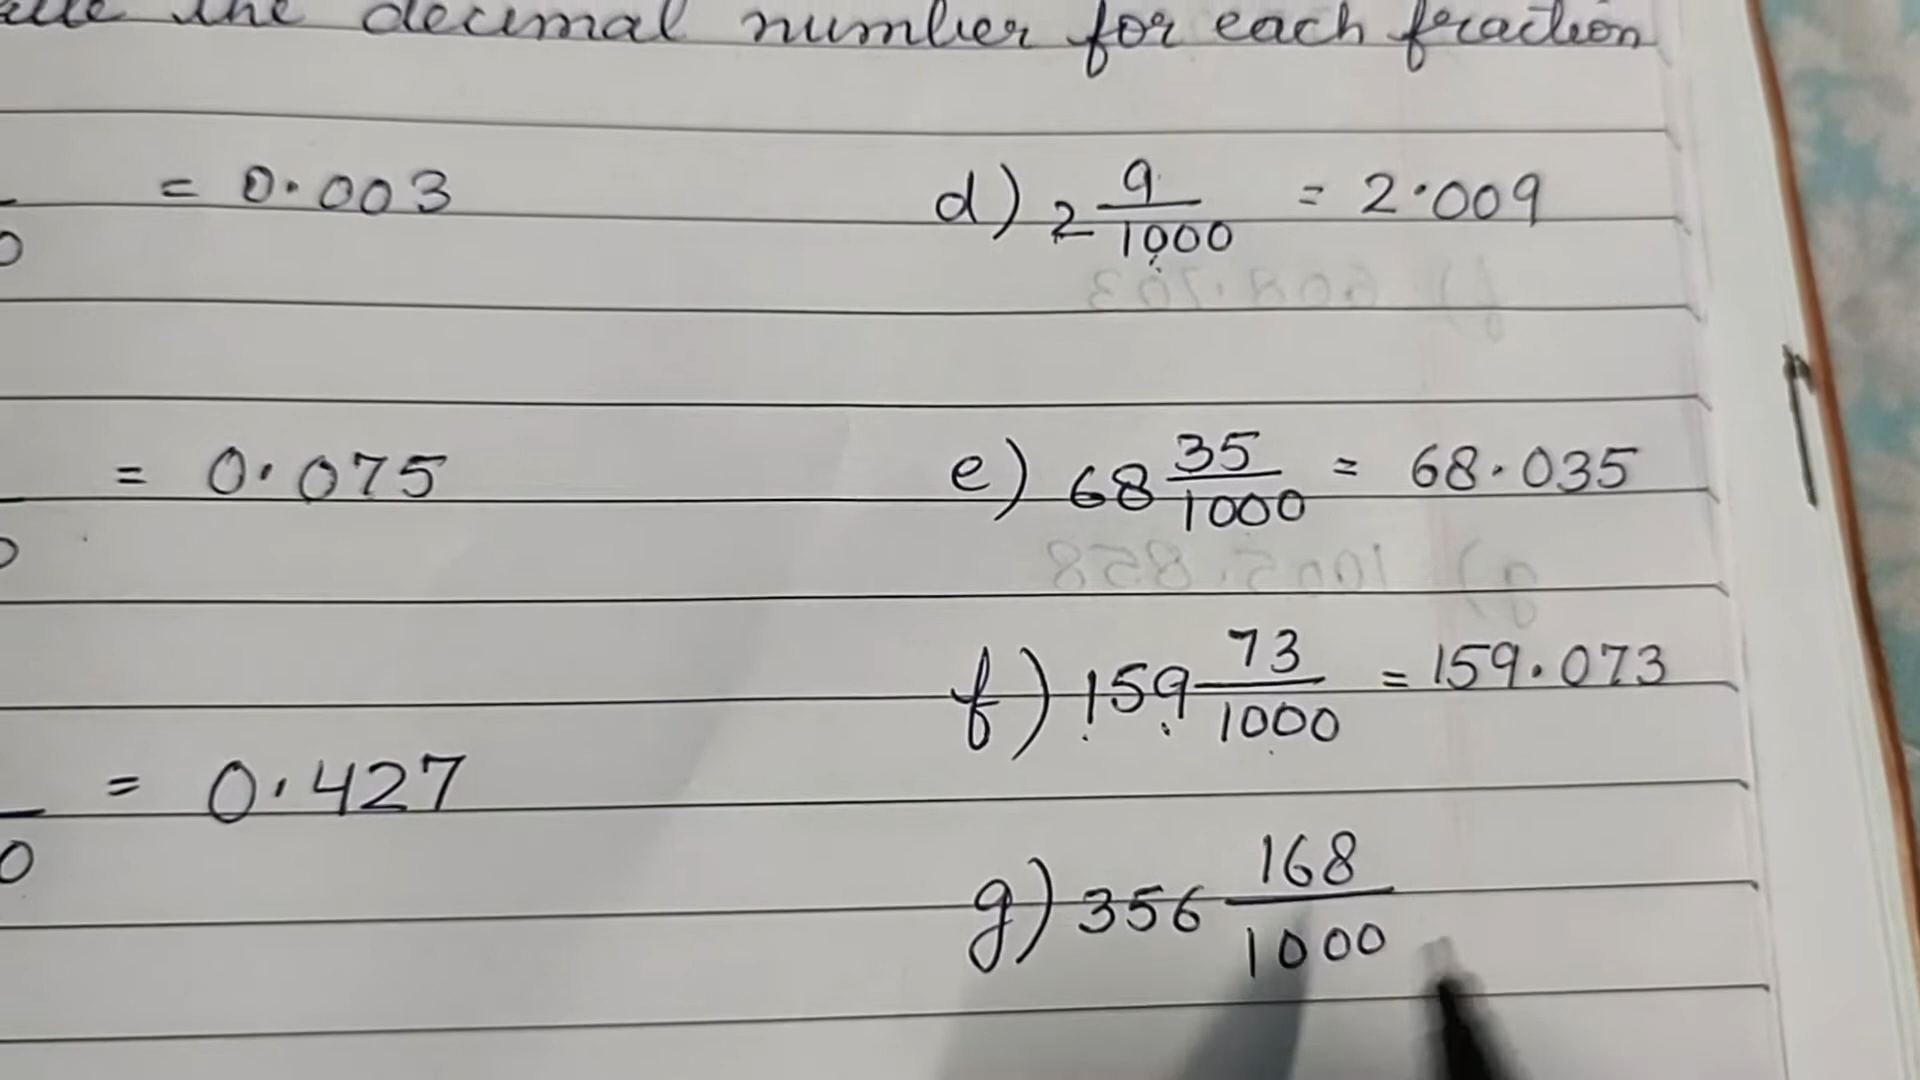 the decimal number for each fraction
= 0.003
d) 2 9/1000 = 2.009
= 0.075
e) 68 35/1000 = 68.035
f) 159 73/1000 = 159.073
= 0.427
g) 356 168/1000